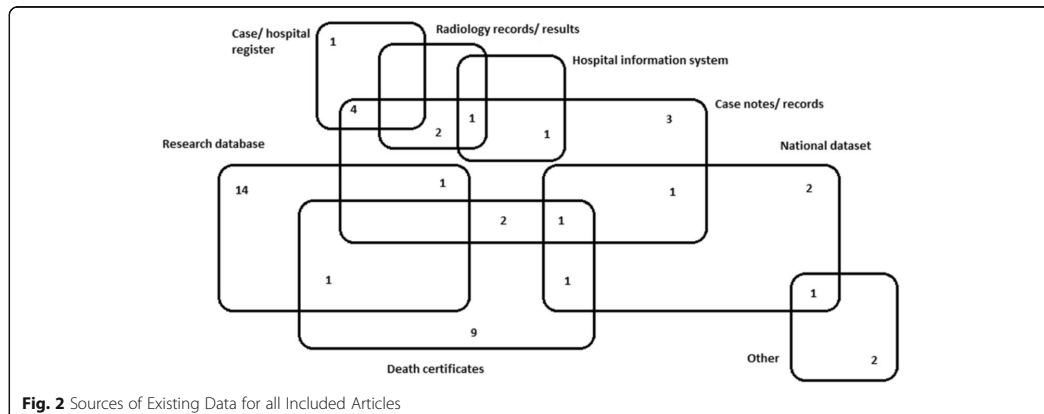 Case/ hospital
register
1
Radiology records/ results
Hospital information system
Case notes/ records
4
2
1
1
3
Research database
National dataset
14
1
1
2
2
1
1
1
1
9
2
Death certificates
Other
Fig. 2 Sources of Existing Data for all Included Articles